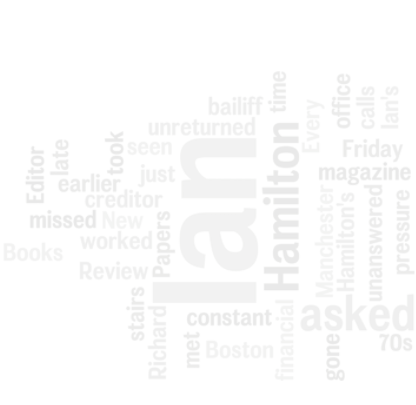 bailiff
time
office
calls
Ian's
unreturned
Every
Editor
late
took
seen
Friday
earlier
just
magazine
creditor
Ian
Hamilton
missed
New
Papers
Manchester
Hamilton's
unanswered
pressure
worked
Books
Review
stairs
Richard
constant
asked
met
Boston
financial
gone
70s